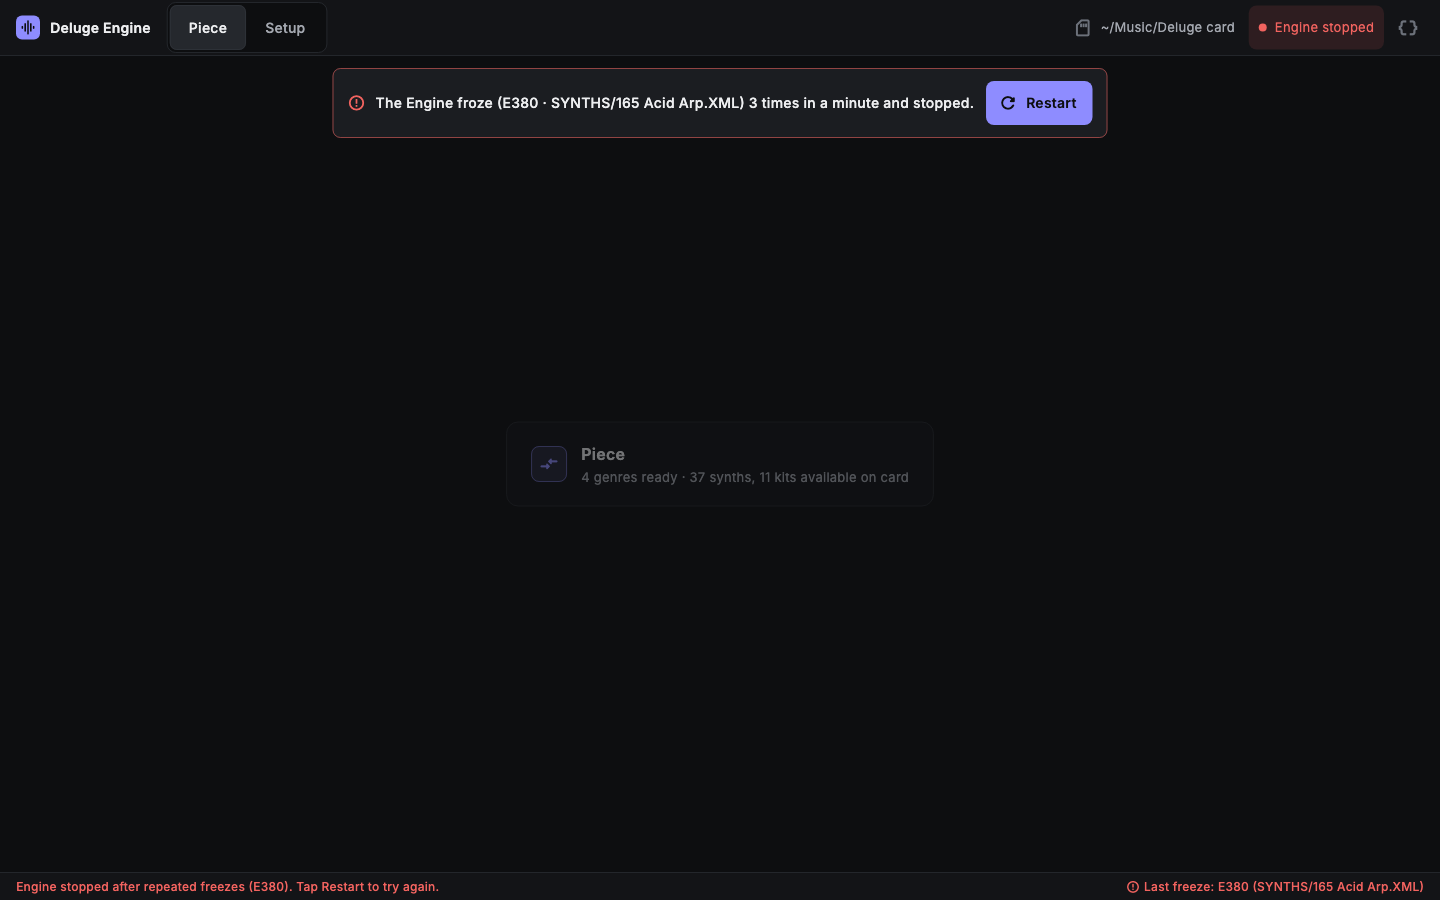 Deluge Engine
Piece
Setup
~/Music/Deluge card
Engine stopped
The Engine froze (E380 · SYNTHS/165 Acid Arp.XML) 3 times in a minute and stopped.
Restart
Piece
4 genres ready · 37 synths, 11 kits available on card
Engine stopped after repeated freezes (E380). Tap Restart to try again.
Last freeze: E380 (SYNTHS/165 Acid Arp.XML)